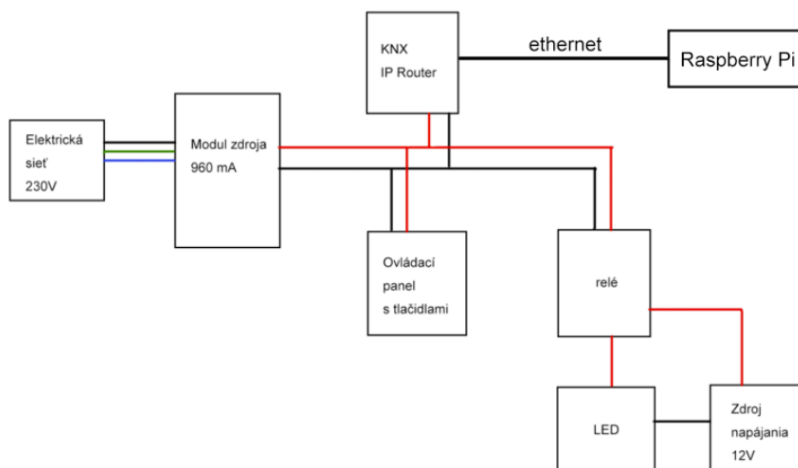 KNX
IP Router
ethernet
Raspberry Pi
Elektrická
sieť
230V
Modul zdroja
960 mA
Ovládací
panel
s tlačidlami
relé
LED
Zdroj
napájania
12V